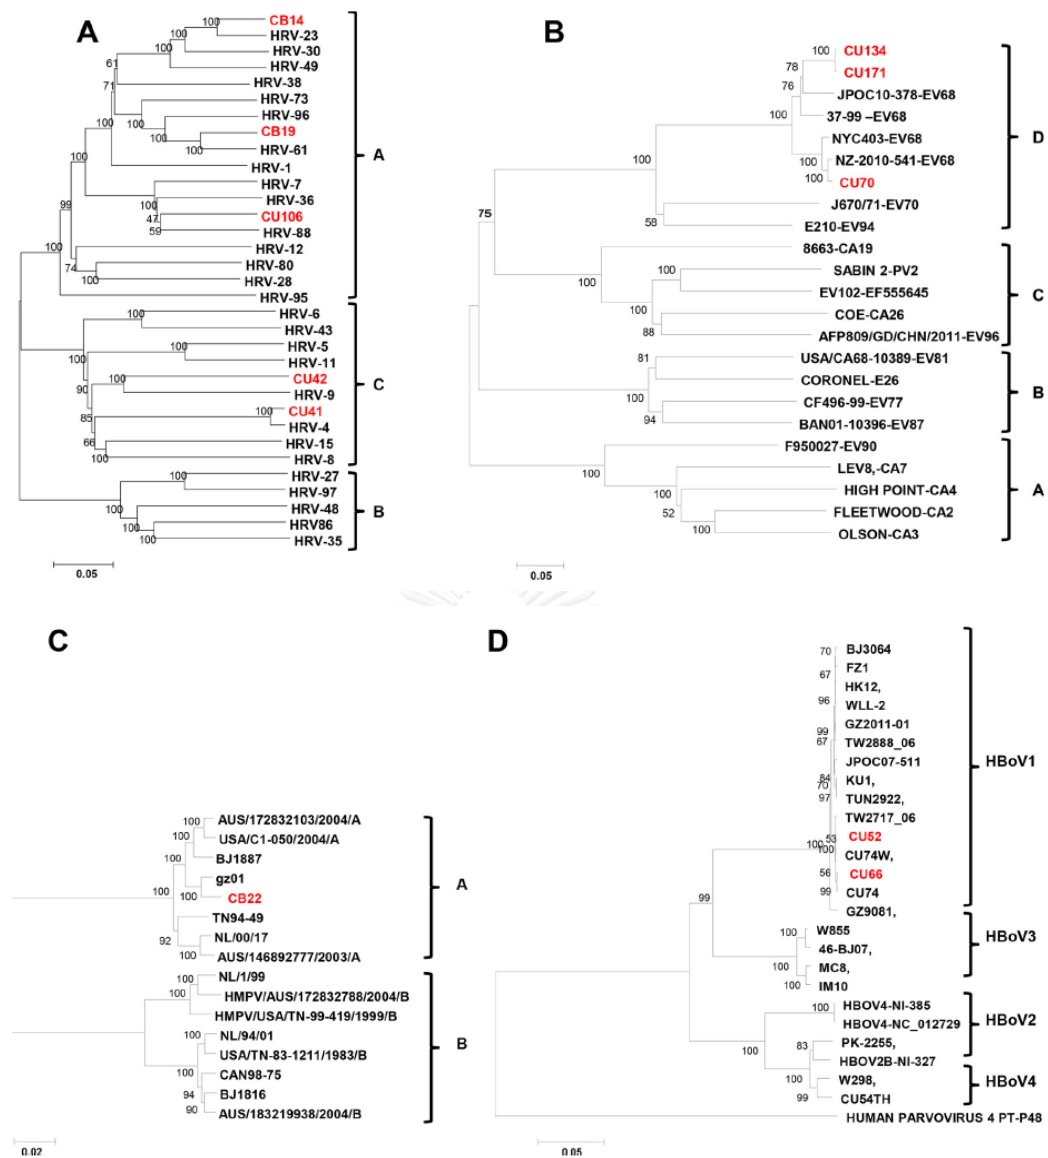 A
100
CB14
HRV-23
100
HRV-30
100
HRV-49
61
HRV-38
71
HRV-73
100
HRV-96
100
CB19
100
HRV-61
100
HRV-1
HRV-7
HRV-36
100
CU106
47
HRV-88
59
100
99
HRV-12
HRV-80
74
HRV-28
100
100
HRV-95
A
HRV-6
100
HRV-43
HRV-5
100
HRV-11
100
CU42
100
HRV-9
90
CU41
100
HRV-4
85
HRV-15
66
HRV-8
100
C
HRV-27
100
HRV-97
100
HRV-48
100
HRV86
100
HRV-35
B
0.05
B
100
CU134
78
CU171
76
JPOC10-378-EV68
100
37-99 –EV68
NYC403-EV68
100
NZ-2010-541-EV68
100
CU70
100
J670/71-EV70
58
E210-EV94
D
75
8663-CA19
100
SABIN 2-PV2
100
EV102-EF555645
100
COE-CA26
88
AFP809/GD/CHN/2011-EV96
C
81
USA/CA68-10389-EV81
CORONEL-E26
100
CF496-99-EV77
94
BAN01-10396-EV87
B
F950027-EV90
100
LEV8,-CA7
100
HIGH POINT-CA4
52
FLEETWOOD-CA2
100
OLSON-CA3
A
0.05
C
100
AUS/172832103/2004/A
100
USA/C1-050/2004/A
100
BJ1887
gz01
100
CB22
100
TN94-49
92
NL/00/17
100
AUS/146892777/2003/A
A
100
NL/1/99
100
HMPV/AUS/172832788/2004/B
HMPV/USA/TN-99-419/1999/B
100
NL/94/01
USA/TN-83-1211/1983/B
100
CAN98-75
94
BJ1816
90
AUS/183219938/2004/B
B
0.02
D
70
BJ3064
67
FZ1
HK12,
96
WLL-2
99
GZ2011-01
67
TW2888_06
JPOC07-511
84
70
KU1,
97
TUN2922,
TW2717_06
53
CU52
100
100
CU74W,
56
CU66
99
CU74
GZ9081,
HBoV1
99
100
W855
100
46-BJ07,
MC8,
100
IM10
HBoV3
100
HBOV4-NI-385
HBOV4-NC_012729
100
83
PK-2255,
HBOV2B-NI-327
HBoV2
100
W298,
99
CU54TH
HBoV4
HUMAN PARVOVIRUS 4 PT-P48
0.05